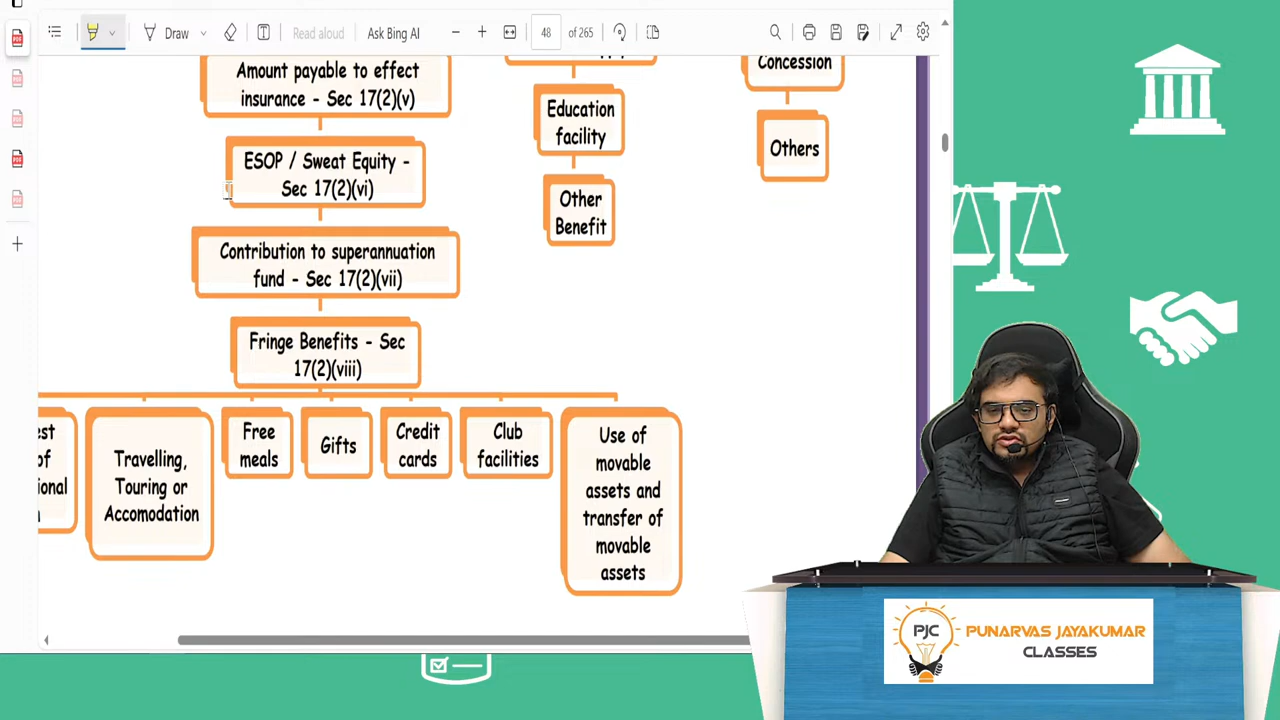 Draw
Read aloud
Ask Bing AI
48
of 265
Amount payable to effect
insurance - Sec 17(2)(v)
ESOP / Sweat Equity -
Sec 17(2)(vi)
Contribution to superannuation
fund - Sec 17(2)(vii)
Fringe Benefits - Sec
17(2)(viii)
Travelling,
Touring or
Accomodation
Free
meals
Gifts
Credit
cards
Club
facilities
Use of
movable
assets and
transfer of
movable
assets
Education
facility
Other
Benefit
Concession
Others
est
of
ional
PJC
PUNARVAS JAYAKUMAR
CLASSES